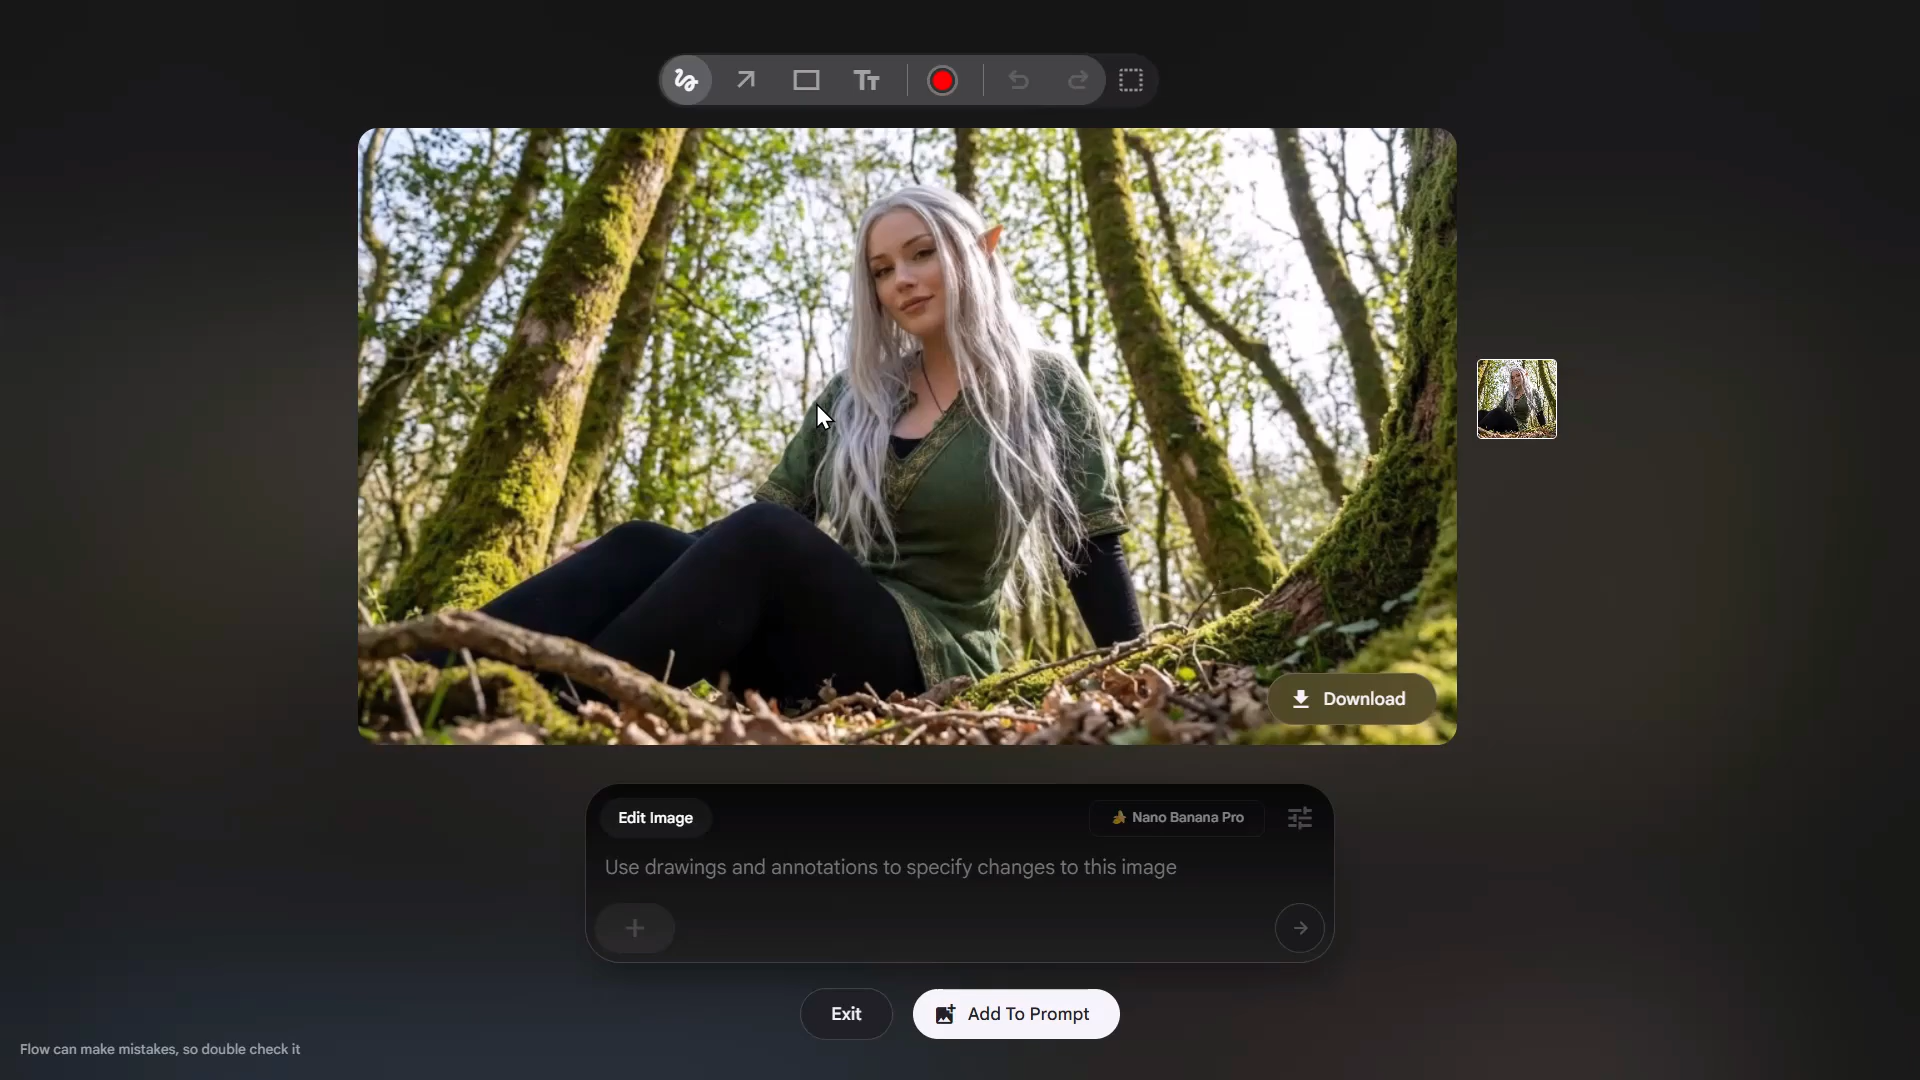 Tт
Download
Edit Image
Nano Banana Pro
Use drawings and annotations to specify changes to this image
Exit
Add To Prompt
Flow can make mistakes, so double check it